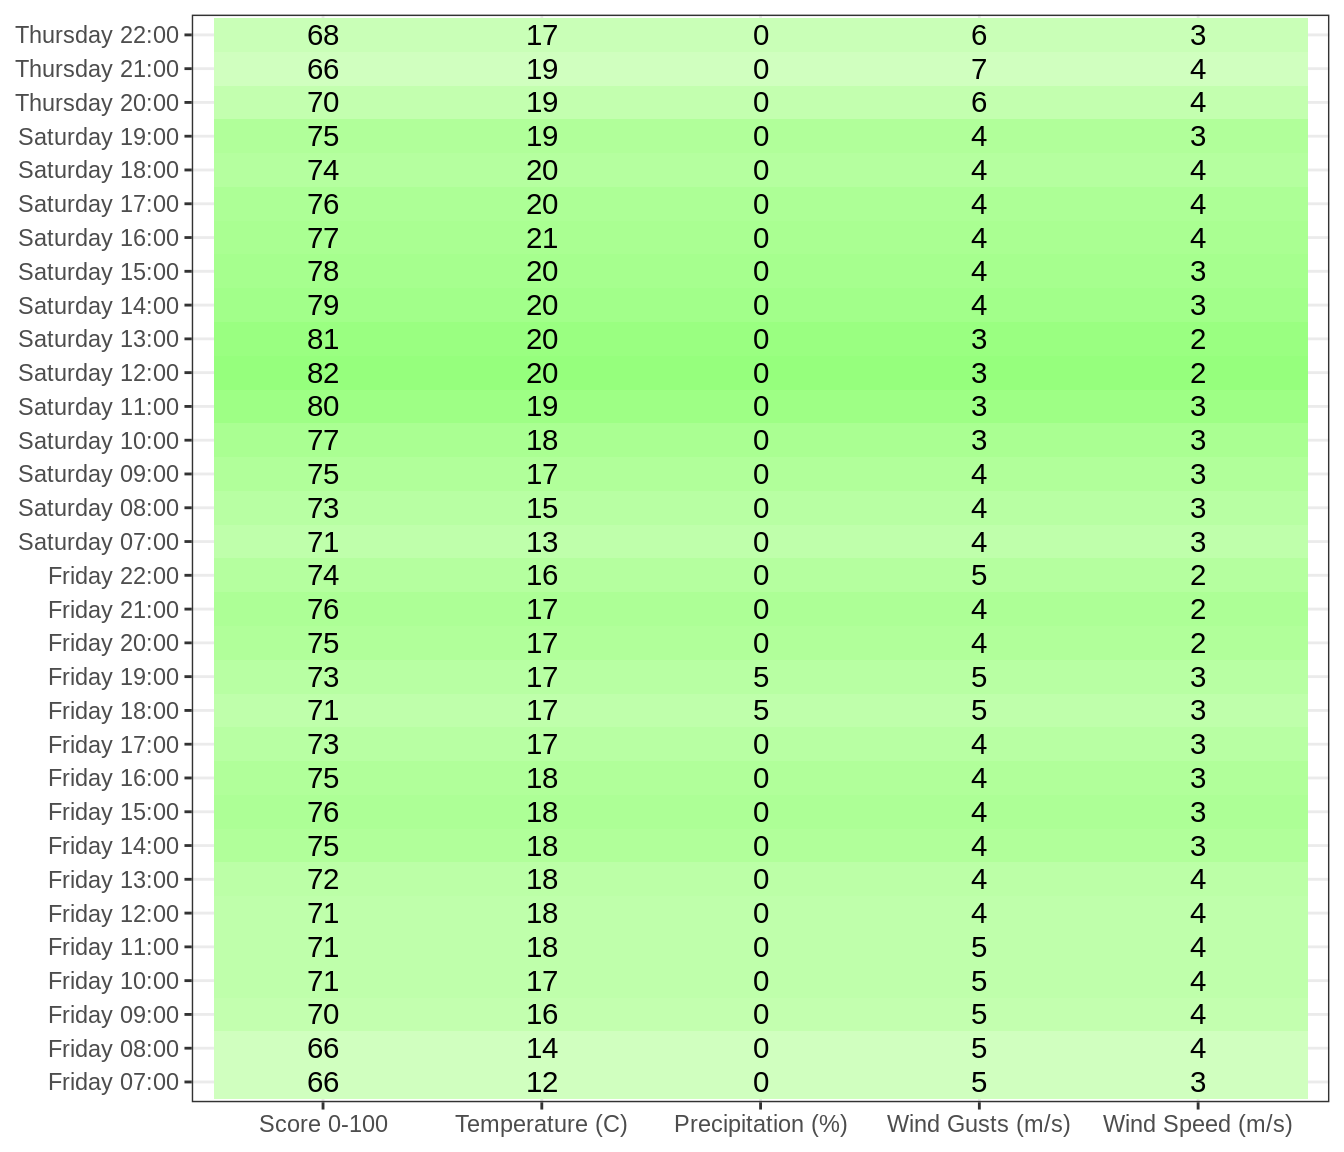 Thursday 22:00 68 17 0 6 3
Thursday 21:00 66 19 0 7 4
Thursday 20:00 70 19 0 6 4
Saturday 19:00 75 19 0 4 3
Saturday 18:00 74 20 0 4 4
Saturday 17:00 76 20 0 4 4
Saturday 16:00 77 21 0 4 4
Saturday 15:00 78 20 0 4 3
Saturday 14:00 79 20 0 4 3
Saturday 13:00 81 20 0 3 2
Saturday 12:00 82 20 0 3 2
Saturday 11:00 80 19 0 3 3
Saturday 10:00 77 18 0 3 3
Saturday 09:00 75 17 0 4 3
Saturday 08:00 73 15 0 4 3
Saturday 07:00 71 13 0 4 3
Friday 22:00 74 16 0 5 2
Friday 21:00 76 17 0 4 2
Friday 20:00 75 17 0 4 2
Friday 19:00 73 17 5 5 3
Friday 18:00 71 17 5 5 3
Friday 17:00 73 17 0 4 3
Friday 16:00 75 18 0 4 3
Friday 15:00 76 18 0 4 3
Friday 14:00 75 18 0 4 3
Friday 13:00 72 18 0 4 4
Friday 12:00 71 18 0 4 4
Friday 11:00 71 18 0 5 4
Friday 10:00 71 17 0 5 4
Friday 09:00 70 16 0 5 4
Friday 08:00 66 14 0 5 4
Friday 07:00 66 12 0 5 3
Score 0-100 Temperature (C) Precipitation (%) Wind Gusts (m/s) Wind Speed (m/s)